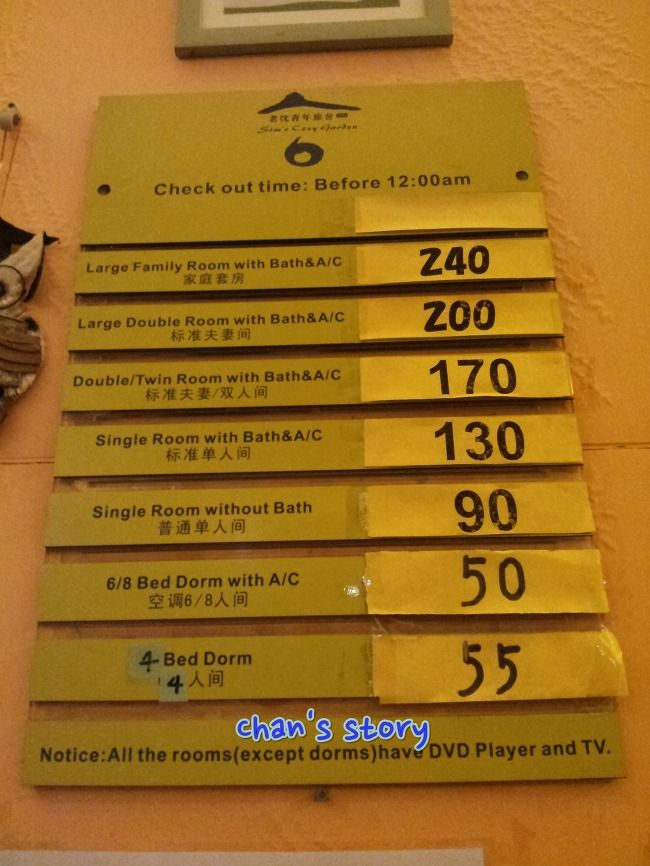 老沈青年旅舍
Sim's Cozy Garden
Check out time: Before 12:00am
Large Family Room with Bath&A/C 240
家庭套房
Large Double Room with Bath&A/C 200
标准夫妻间
Double/Twin Room with Bath&A/C 170
标准夫妻/双人间
Single Room with Bath&A/C 130
标准单人间
Single Room without Bath 90
普通单人间
6/8 Bed Dorm with A/C 50
空调6/8人间
4 Bed Dorm 55
4人间
chan's story
Notice:All the rooms(except dorms)have DVD Player and TV.